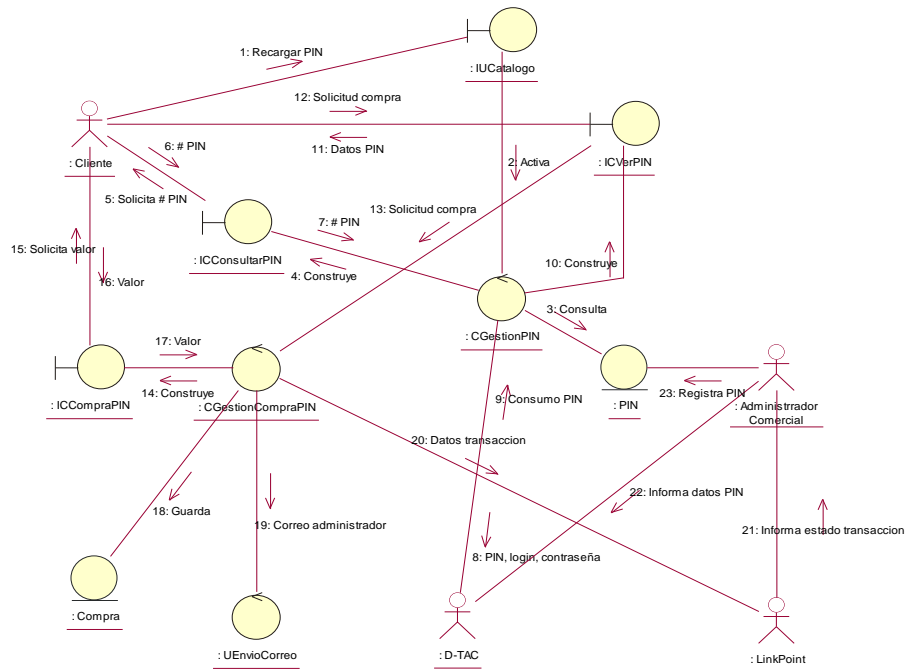 1: Recargar PIN
: IUCatalogo
12: Solicitud compra
6: # PIN
11: Datos PIN
2: Activa
: ICVerPIN
: Cliente
5: Solicita # PIN
13: Solicitud compra
7: # PIN
15: Solicita valor
: ICConsultarPIN
4: Construye
10: Construye
16: Valor
3: Consulta
17: Valor
: CGestionPIN
: ICCompraPIN
14: Construye
: CGestionCompraPIN
9: Consumo PIN
: PIN
23: Registra PIN
: Administrrador
Comercial
20: Datos transaccion
22: Informa datos PIN
18: Guarda
19: Correo administrador
21: Informa estado transaccion
8: PIN, login, contraseña
: Compra
: UEnvioCorreo
: D-TAC
: LinkPoint